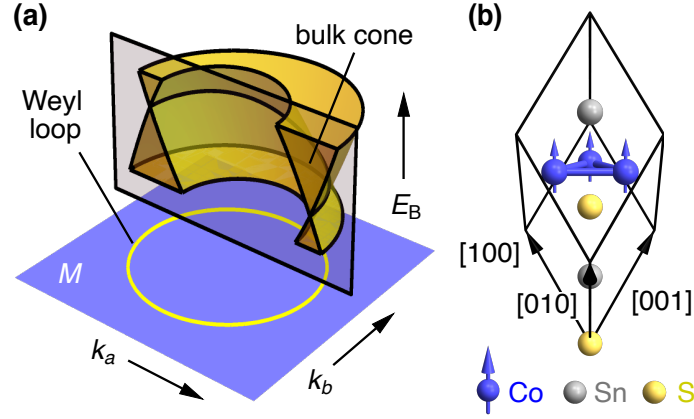 (a)
bulk cone
Weyl
loop
E_B
M
k_a
k_b
(b)
[100]
[010]
[001]
Co
Sn
S